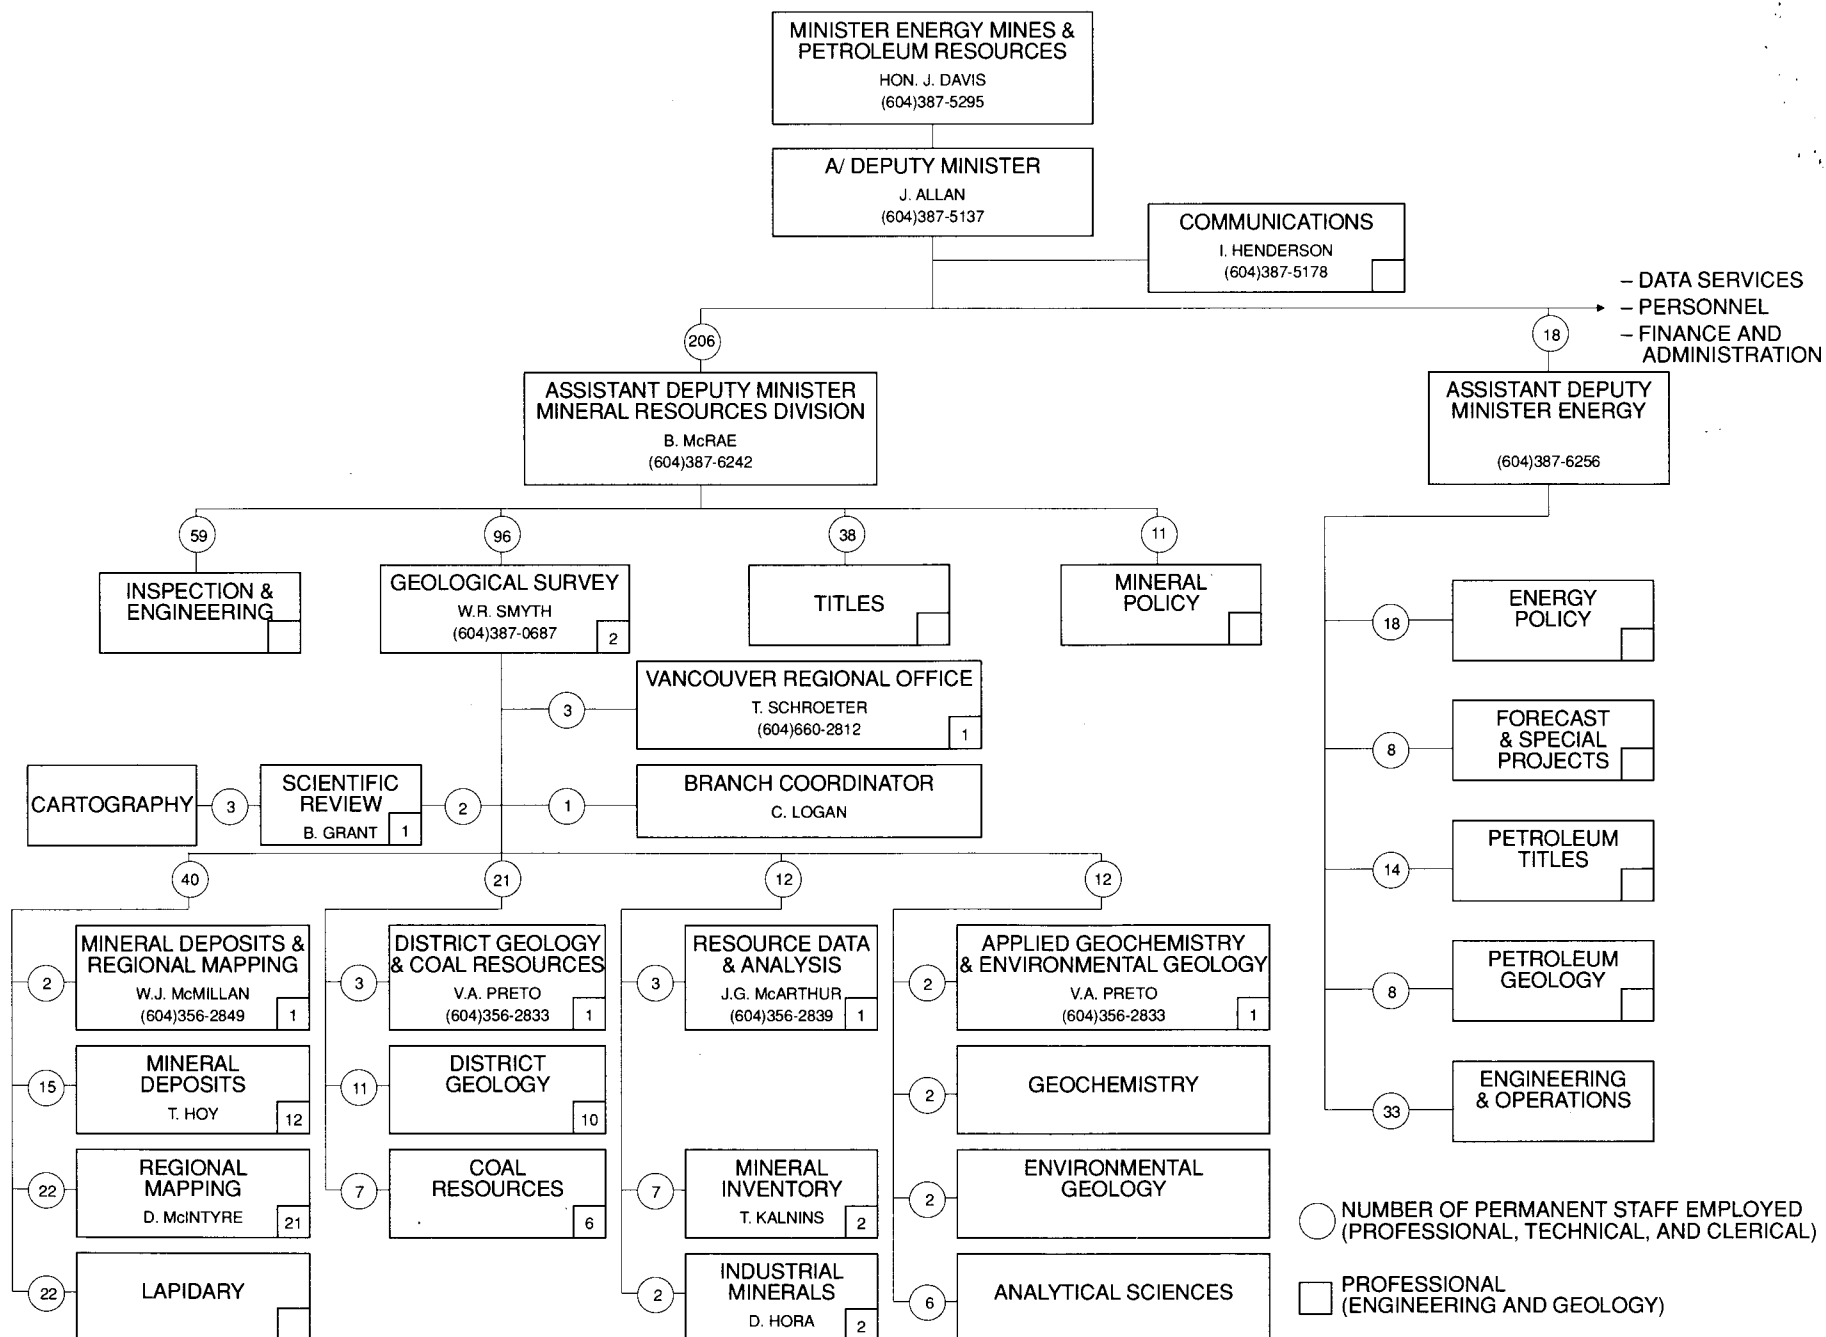 MINISTER ENERGY MINES &
PETROLEUM RESOURCES
HON. J. DAVIS
(604)387-5295
A/ DEPUTY MINISTER
J. ALLAN
(604)387-5137
COMMUNICATIONS
I. HENDERSON
(604)387-5178
– DATA SERVICES
– PERSONNEL
– FINANCE AND
ADMINISTRATION
206
18
ASSISTANT DEPUTY MINISTER
MINERAL RESOURCES DIVISION
B. McRAE
(604)387-6242
ASSISTANT DEPUTY
MINISTER ENERGY
(604)387-6256
59
96
38
11
INSPECTION &
ENGINEERING
GEOLOGICAL SURVEY
W.R. SMYTH
(604)387-0687
2
TITLES
MINERAL
POLICY
3
VANCOUVER REGIONAL OFFICE
T. SCHROETER
(604)660-2812
1
CARTOGRAPHY
3
SCIENTIFIC
REVIEW
B. GRANT
1
2
1
BRANCH COORDINATOR
C. LOGAN
40
21
12
12
2
MINERAL DEPOSITS &
REGIONAL MAPPING
W.J. McMILLAN
(604)356-2849
1
15
MINERAL
DEPOSITS
T. HOY
12
22
REGIONAL
MAPPING
D. McINTYRE
21
22
LAPIDARY
3
DISTRICT GEOLOGY
& COAL RESOURCES
V.A. PRETO
(604)356-2833
1
11
DISTRICT
GEOLOGY
10
7
COAL
RESOURCES
6
3
RESOURCE DATA
& ANALYSIS
J.G. McARTHUR
(604)356-2839
1
7
MINERAL
INVENTORY
T. KALNINS
2
2
INDUSTRIAL
MINERALS
D. HORA
2
2
APPLIED GEOCHEMISTRY
& ENVIRONMENTAL GEOLOGY
V.A. PRETO
(604)356-2833
1
2
GEOCHEMISTRY
2
ENVIRONMENTAL
GEOLOGY
6
ANALYTICAL SCIENCES
18
ENERGY
POLICY
8
FORECAST
& SPECIAL
PROJECTS
14
PETROLEUM
TITLES
8
PETROLEUM
GEOLOGY
33
ENGINEERING
& OPERATIONS
NUMBER OF PERMANENT STAFF EMPLOYED
(PROFESSIONAL, TECHNICAL, AND CLERICAL)
PROFESSIONAL
(ENGINEERING AND GEOLOGY)